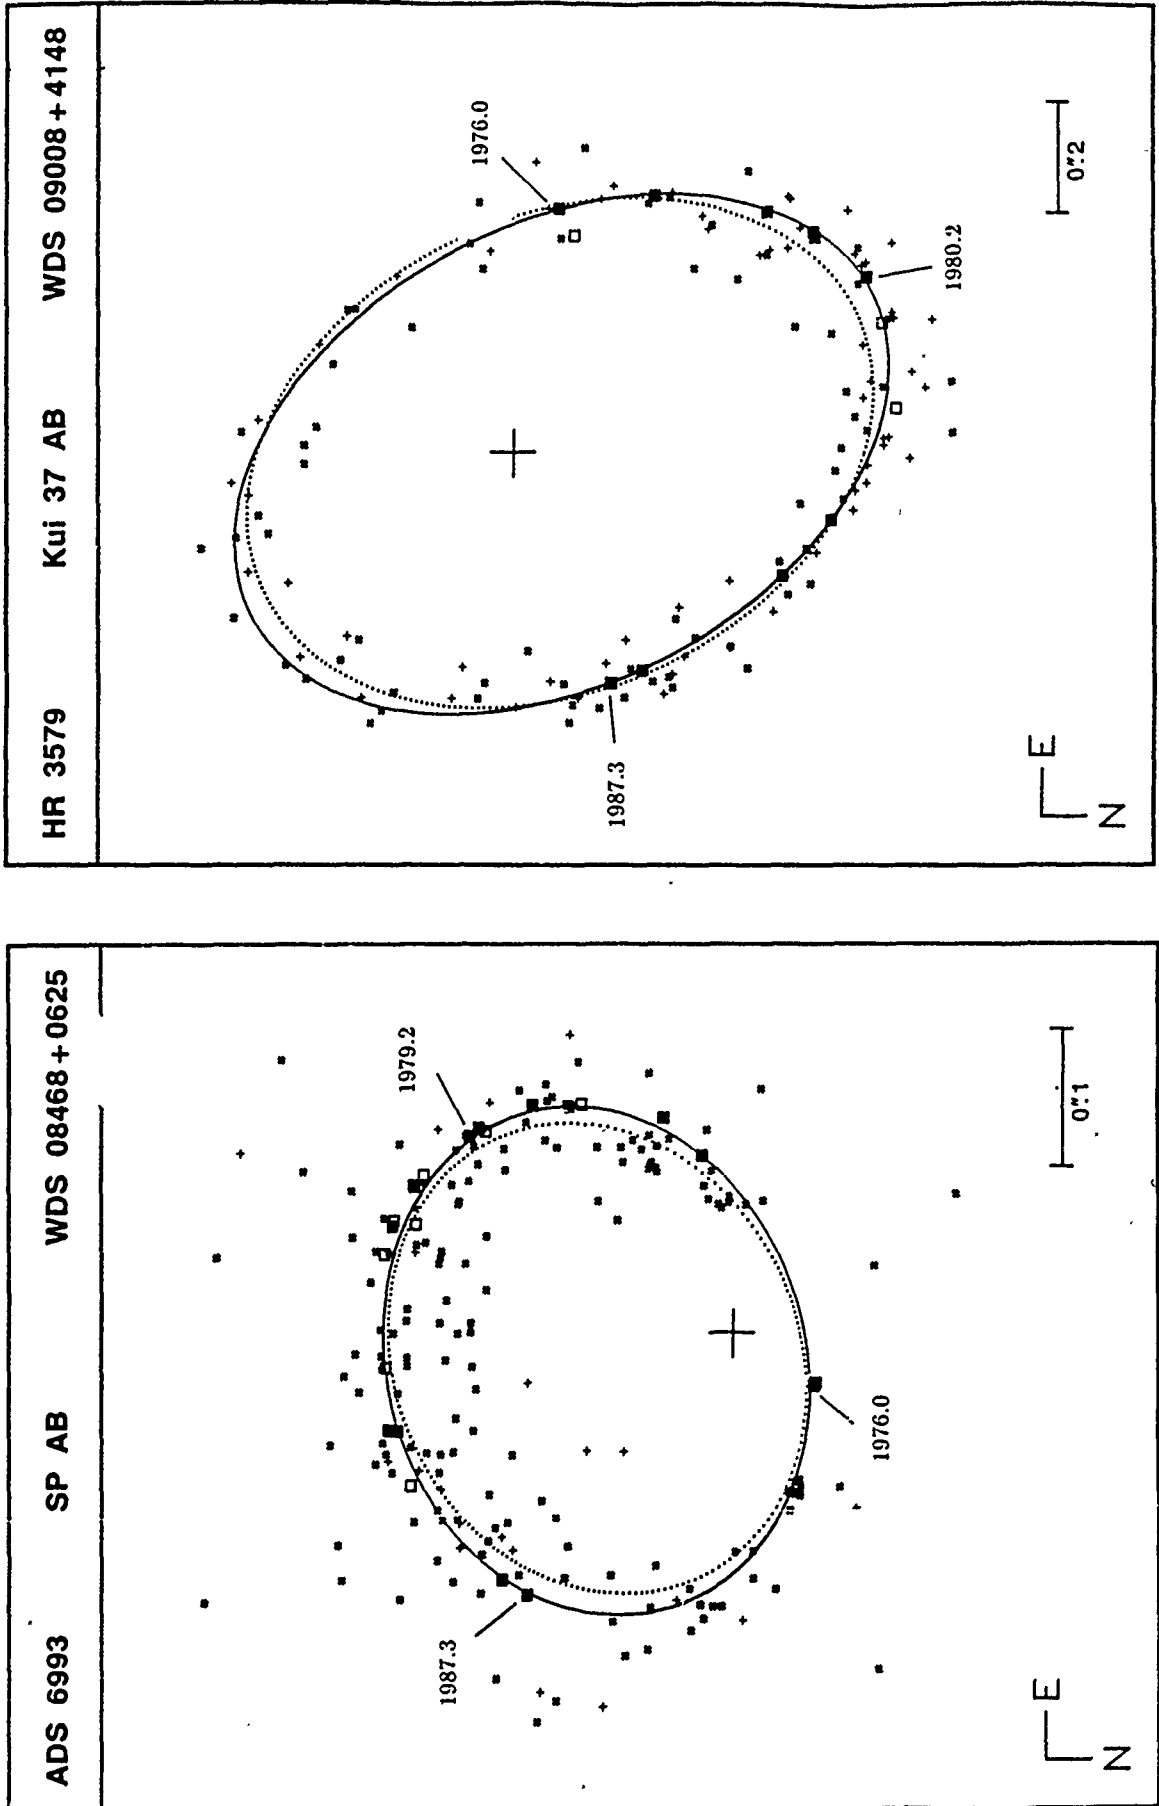 HR 3579 Kui 37 AB WDS 09008+4148
1976.0
1980.2
1987.3
0".2
E
N
ADS 6993 SP AB WDS 08468+0625
1979.2
1976.0
1987.3
0".1
E
N